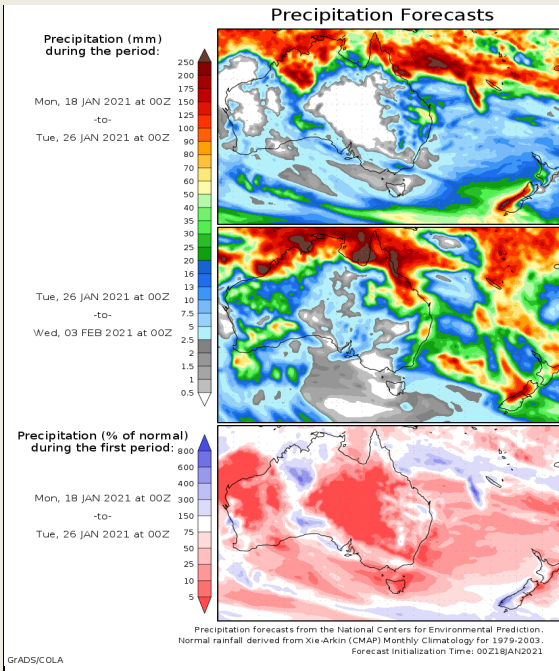 Precipitation Forecasts
Precipitation (mm)
during the period:
Mon, 18 JAN 2021 at 00Z
-to-
Tue, 26 JAN 2021 at 00Z
250
200
175
150
125
100
90
80
70
60
50
40
35
30
25
20
16
13
10
7.5
5
2.5
2
1.5
1
0.5
Tue, 26 JAN 2021 at 00Z
-to-
Wed, 03 FEB 2021 at 00Z
Precipitation (% of normal)
during the first period:
Mon, 18 JAN 2021 at 00Z
-to-
Tue, 26 JAN 2021 at 00Z
800
600
400
300
150
75
50
25
10
5
Precipitation forecasts from the National Centers for Environmental Prediction.
Normal rainfall derived from Xie-Arkin (CMAP) Monthly Climatology for 1979-2003.
Forecast Initialization Time: 00Z18JAN2021
GrADS/COLA